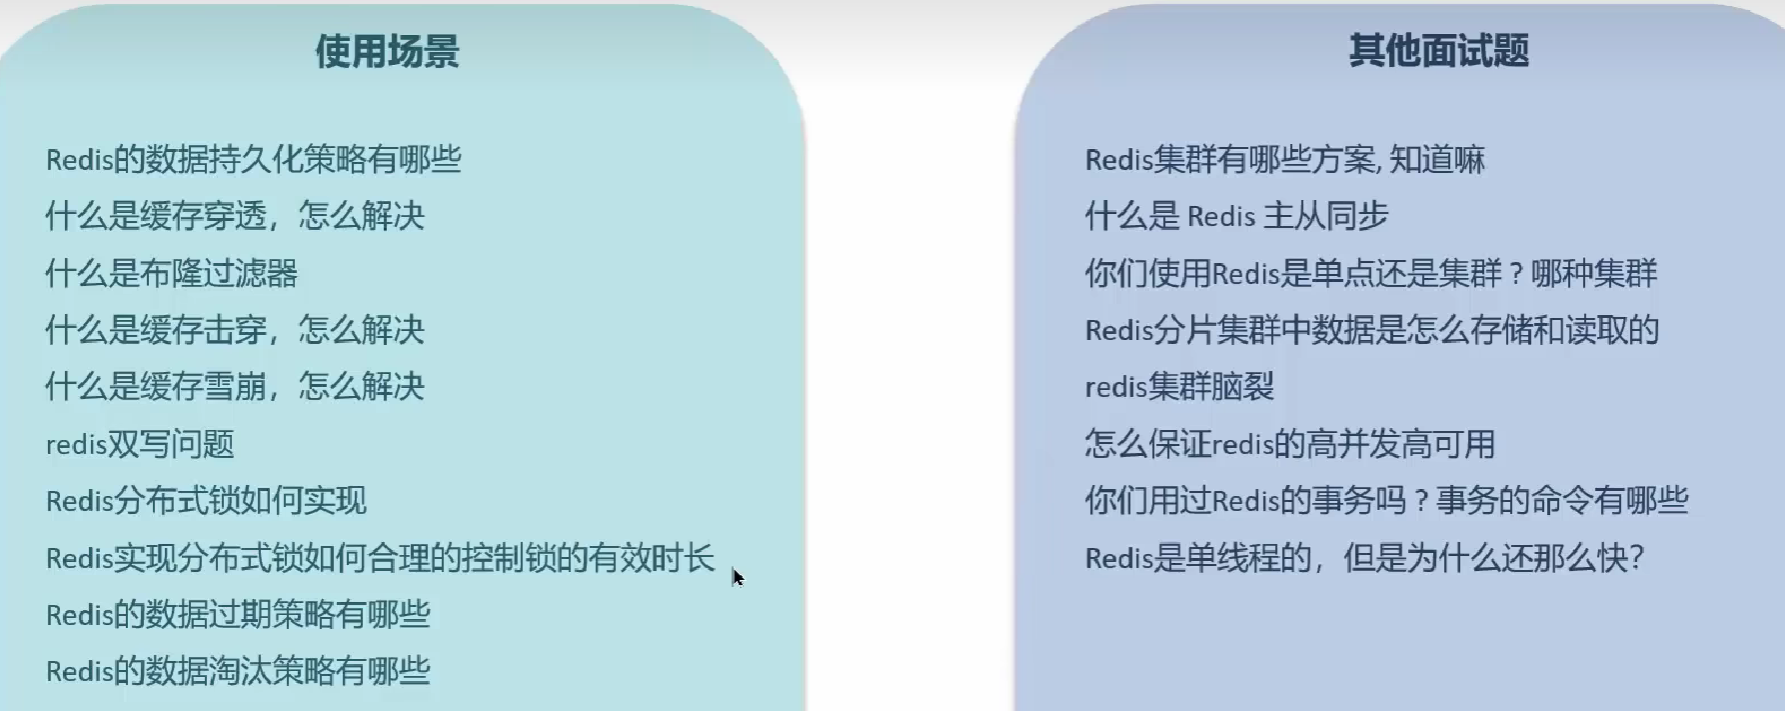 使用场景
Redis的数据持久化策略有哪些
什么是缓存穿透，怎么解决
什么是布隆过滤器
什么是缓存击穿，怎么解决
什么是缓存雪崩，怎么解决
redis双写问题
Redis分布式锁如何实现
Redis实现分布式锁如何合理的控制锁的有效时长
Redis的数据过期策略有哪些
Redis的数据淘汰策略有哪些
其他面试题
Redis集群有哪些方案, 知道嘛
什么是 Redis 主从同步
你们使用Redis是单点还是集群？哪种集群
Redis分片集群中数据是怎么存储和读取的
redis集群脑裂
怎么保证redis的高并发高可用
你们用过Redis的事务吗？事务的命令有哪些
Redis是单线程的，但是为什么还那么快?